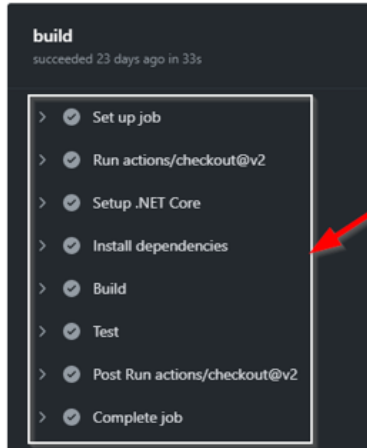 build
succeeded 23 days ago in 33s
Set up job
Run actions/checkout@v2
Setup .NET Core
Install dependencies
Build
Test
Post Run actions/checkout@v2
Complete job